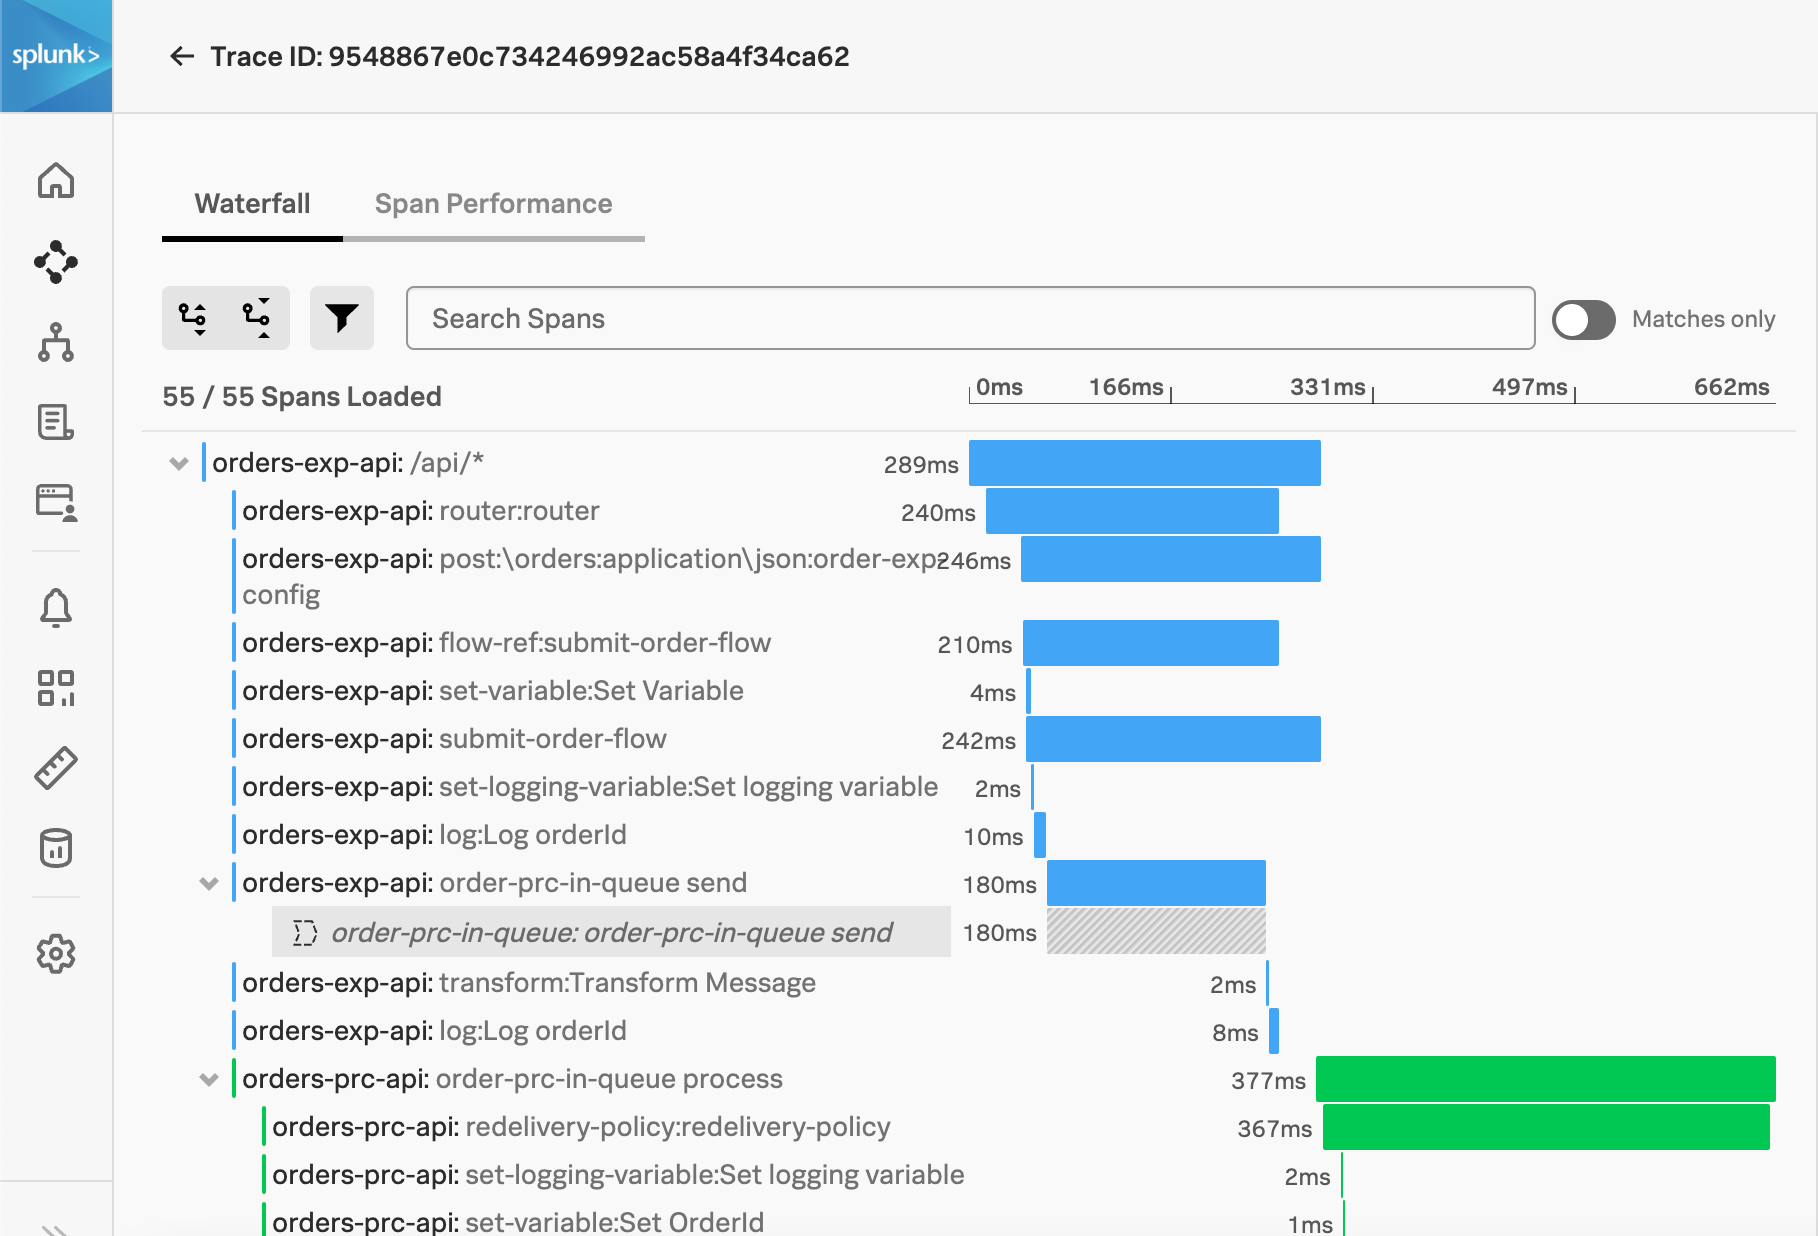 splunk>
Trace ID: 9548867e0c734246992ac58a4f34ca62
Waterfall Span Performance
Search Spans Matches only
55 / 55 Spans Loaded 0ms 166ms 331ms 497ms 662ms
orders-exp-api: /api/* 289ms
orders-exp-api: router:router 240ms
orders-exp-api: post:\orders:application\json:order-exp- 246ms
config
orders-exp-api: flow-ref:submit-order-flow 210ms
orders-exp-api: set-variable:Set Variable 4ms
orders-exp-api: submit-order-flow 242ms
orders-exp-api: set-logging-variable:Set logging variable 2ms
orders-exp-api: log:Log orderId 10ms
orders-exp-api: order-prc-in-queue send 180ms
order-prc-in-queue: order-prc-in-queue send 180ms
orders-exp-api: transform:Transform Message 2ms
orders-exp-api: log:Log orderId 8ms
orders-prc-api: order-prc-in-queue process 377ms
orders-prc-api: redelivery-policy:redelivery-policy 367ms
orders-prc-api: set-logging-variable:Set logging variable 2ms
orders-prc-api: set-variable:Set OrderId 1ms